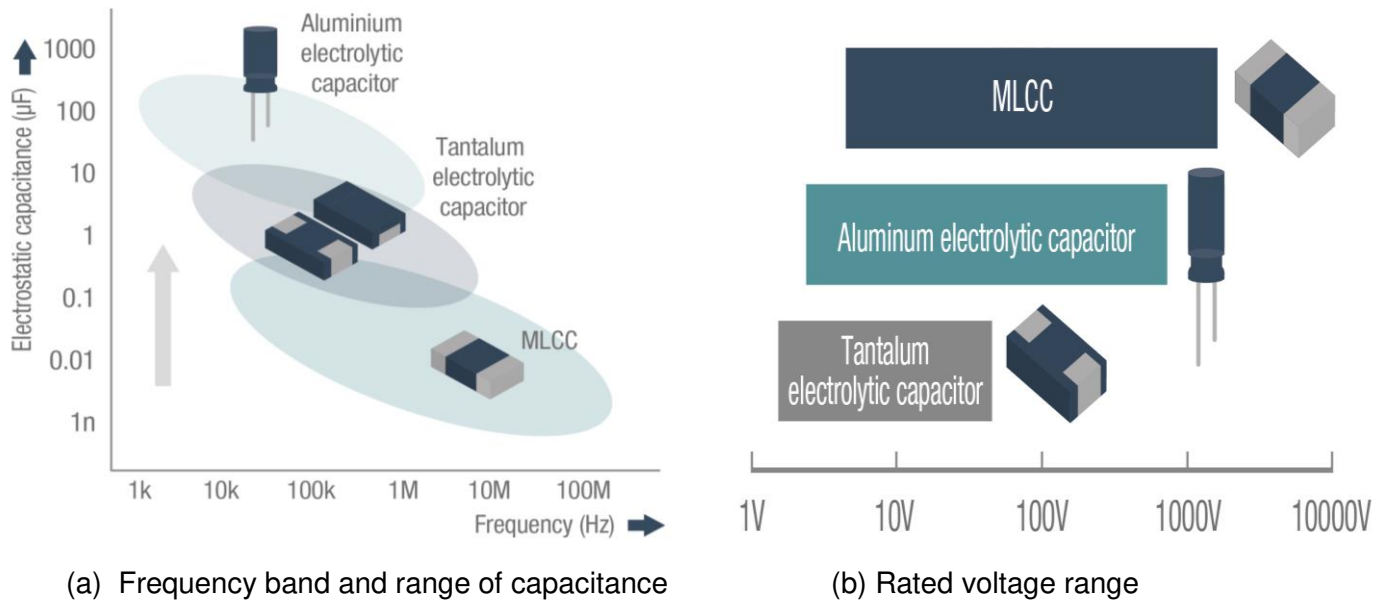 Electrostatic capacitance (µF)
1000
100
10
1
0.1
0.01
1n
Aluminium
electrolytic
capacitor
Tantalum
electrolytic
capacitor
MLCC
1k 10k 100k 1M 10M 100M
Frequency (Hz)
(a) Frequency band and range of capacitance
MLCC
Aluminum electrolytic capacitor
Tantalum
electrolytic capacitor
1V 10V 100V 1000V 10000V
(b) Rated voltage range